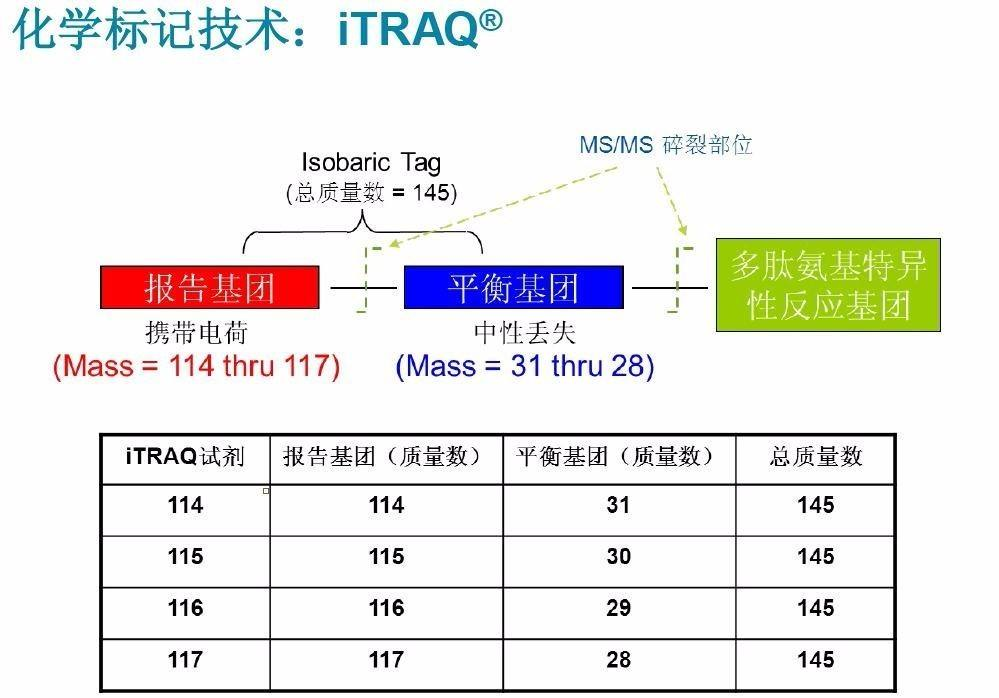 化学标记技术：iTRAQ®
MS/MS 碎裂部位
Isobaric Tag
(总质量数 = 145)
报告基团
平衡基团
多肽氨基特异
性反应基团
携带电荷
中性丢失
(Mass = 114 thru 117)
(Mass = 31 thru 28)
iTRAQ试剂 报告基团（质量数） 平衡基团（质量数） 总质量数
114 114 31 145
115 115 30 145
116 116 29 145
117 117 28 145